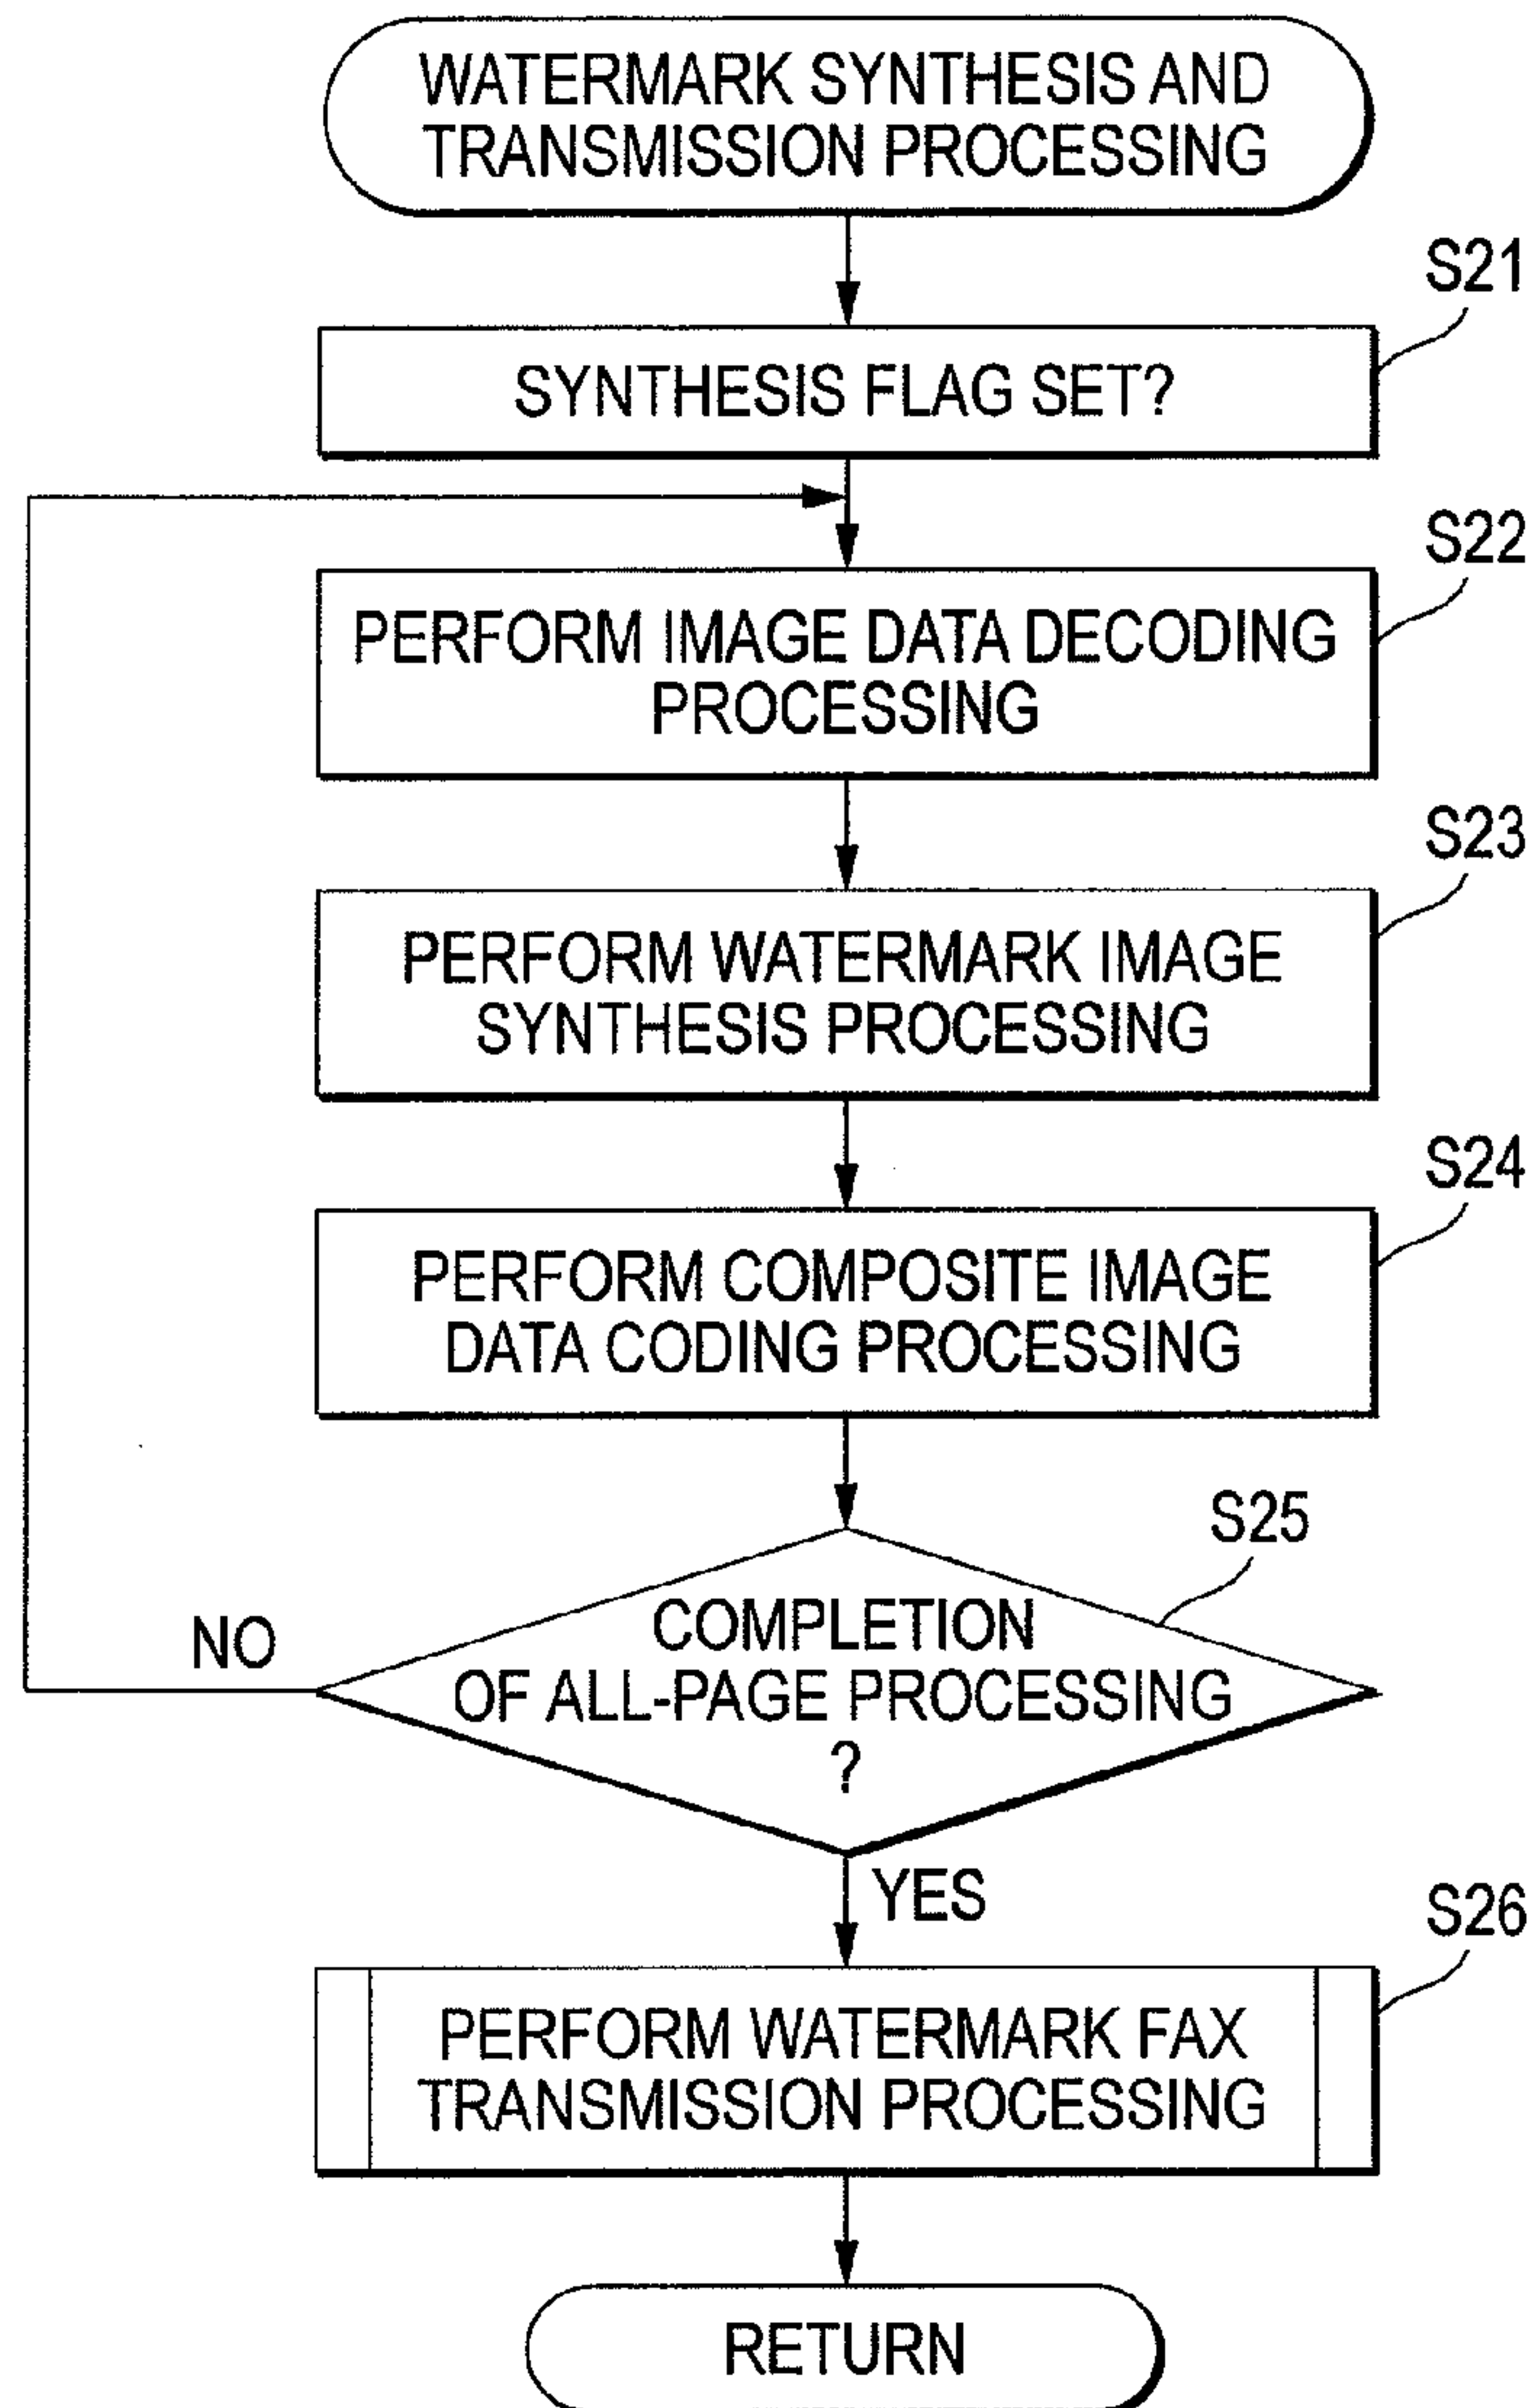 WATERMARK SYNTHESIS AND
TRANSMISSION PROCESSING
S21
SYNTHESIS FLAG SET?
S22
PERFORM IMAGE DATA DECODING
PROCESSING
S23
PERFORM WATERMARK IMAGE
SYNTHESIS PROCESSING
S24
PERFORM COMPOSITE IMAGE
DATA CODING PROCESSING
S25
COMPLETION
OF ALL-PAGE PROCESSING
?
NO
YES
S26
PERFORM WATERMARK FAX
TRANSMISSION PROCESSING
RETURN